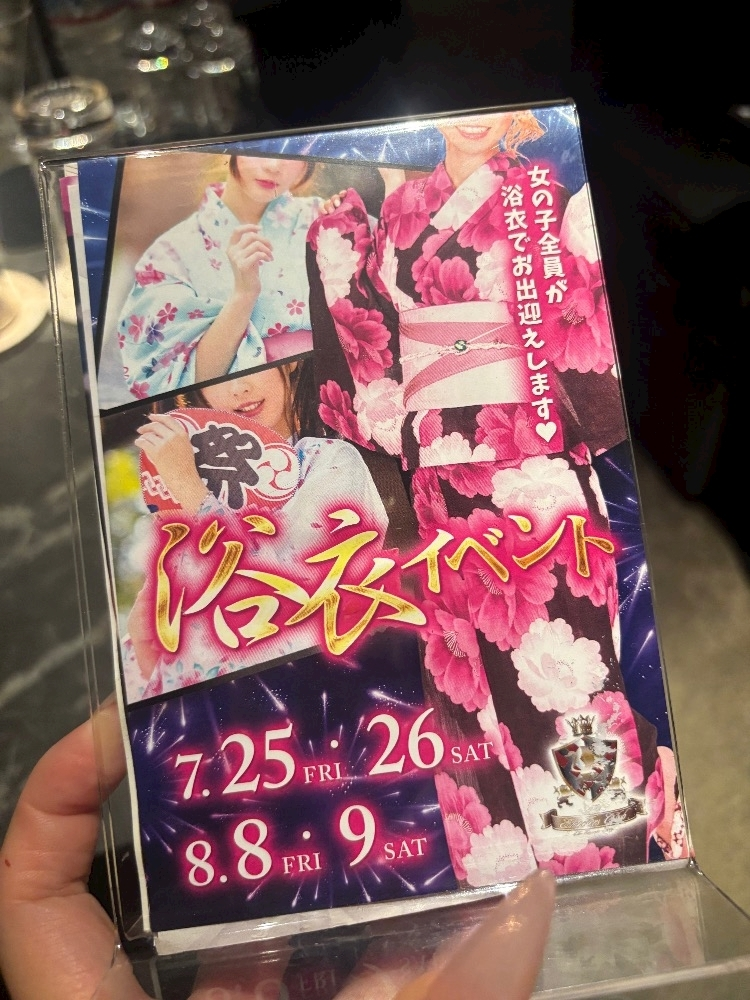 女の子全員が
浴衣でお出迎えします♥
祭
浴衣イベント
7.25 FRI・26 SAT
8.8 FRI・9 SAT